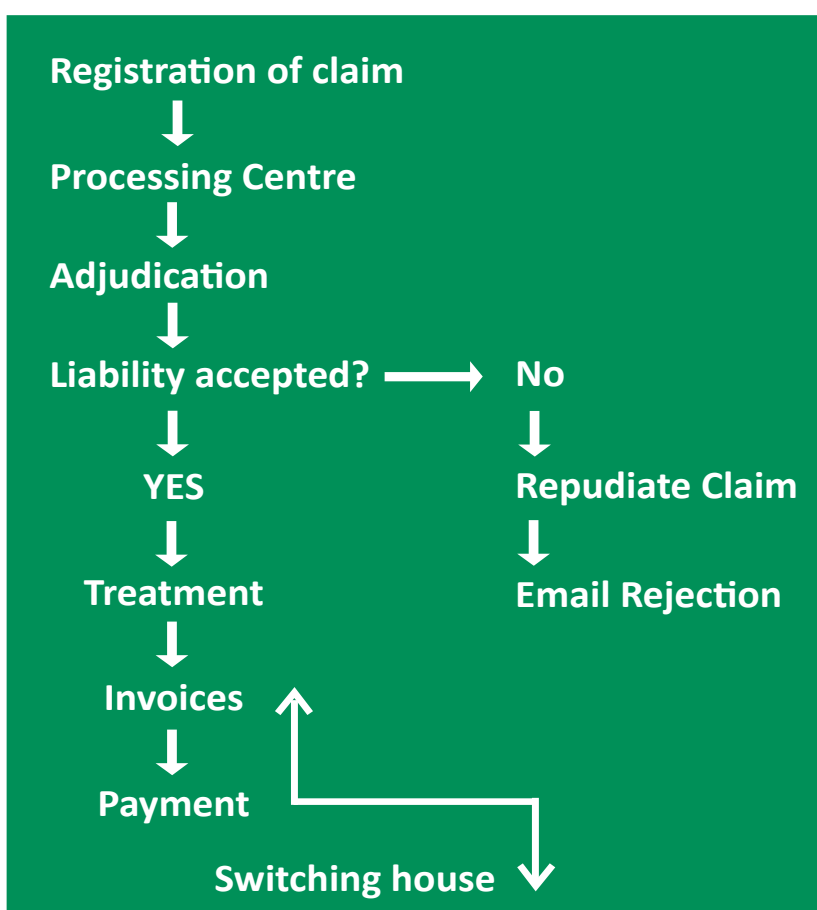 Registration of claim
Processing Centre
Adjudication
Liability accepted?
No
YES
Repudiate Claim
Treatment
Email Rejection
Invoices
Payment
Switching house